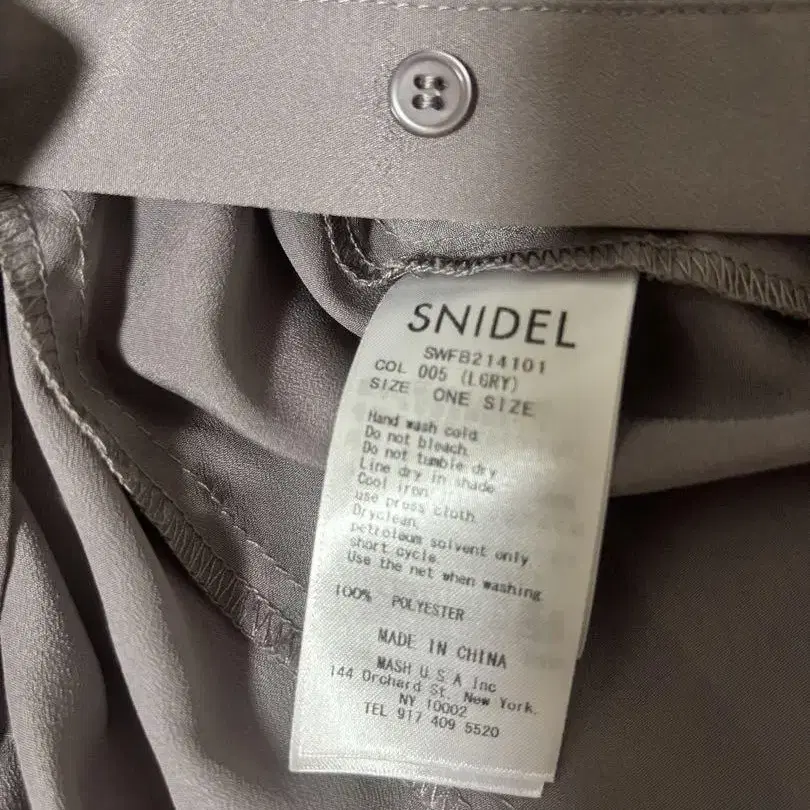 SNIDEL
SWFB214101
COL 005 (LGRY)
SIZE ONE SIZE
Hand wash cold
Do not bleach
Do not tumble dry
Line dry in shade
Cool iron
use press cloth
Dryclean
petroleum solvent only
short cycle
Use the net when washing
100% POLYESTER
MADE IN CHINA
MASH U S A Inc
144 Orchard St. New York.
NY 10002
TEL 917 409 5520